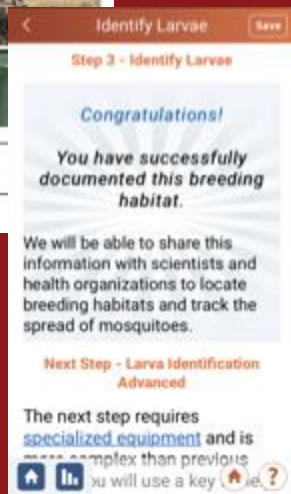 Identify Larvae
Save
Step 3 - Identify Larvae
Congratulations!
You have successfully
documented this breeding
habitat.
We will be able to share this
information with scientists and
health organizations to locate
breeding habitats and track the
spread of mosquitoes.
Next Step - Larva Identification
Advanced
The next step requires
specialized equipment and is
complex than previous
will use a key
?